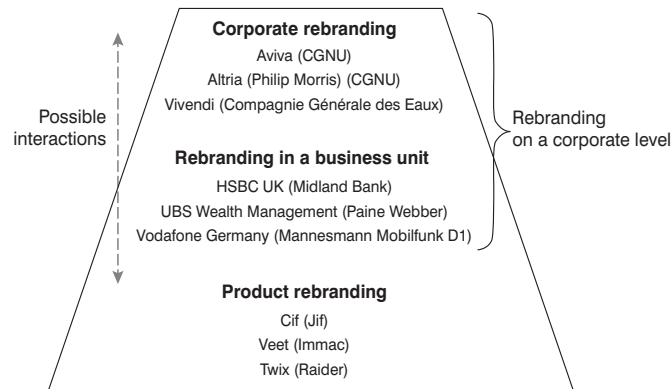 Corporate rebranding
Aviva (CGNU)
Altria (Philip Morris) (CGNU)
Vivendi (Compagnie Générale des Eaux)
Possible
interactions
Rebranding
on a corporate level
Rebranding in a business unit
HSBC UK (Midland Bank)
UBS Wealth Management (Paine Webber)
Vodafone Germany (Mannesmann Mobilfunk D1)
Product rebranding
Cif (Jif)
Veet (Immac)
Twix (Raider)